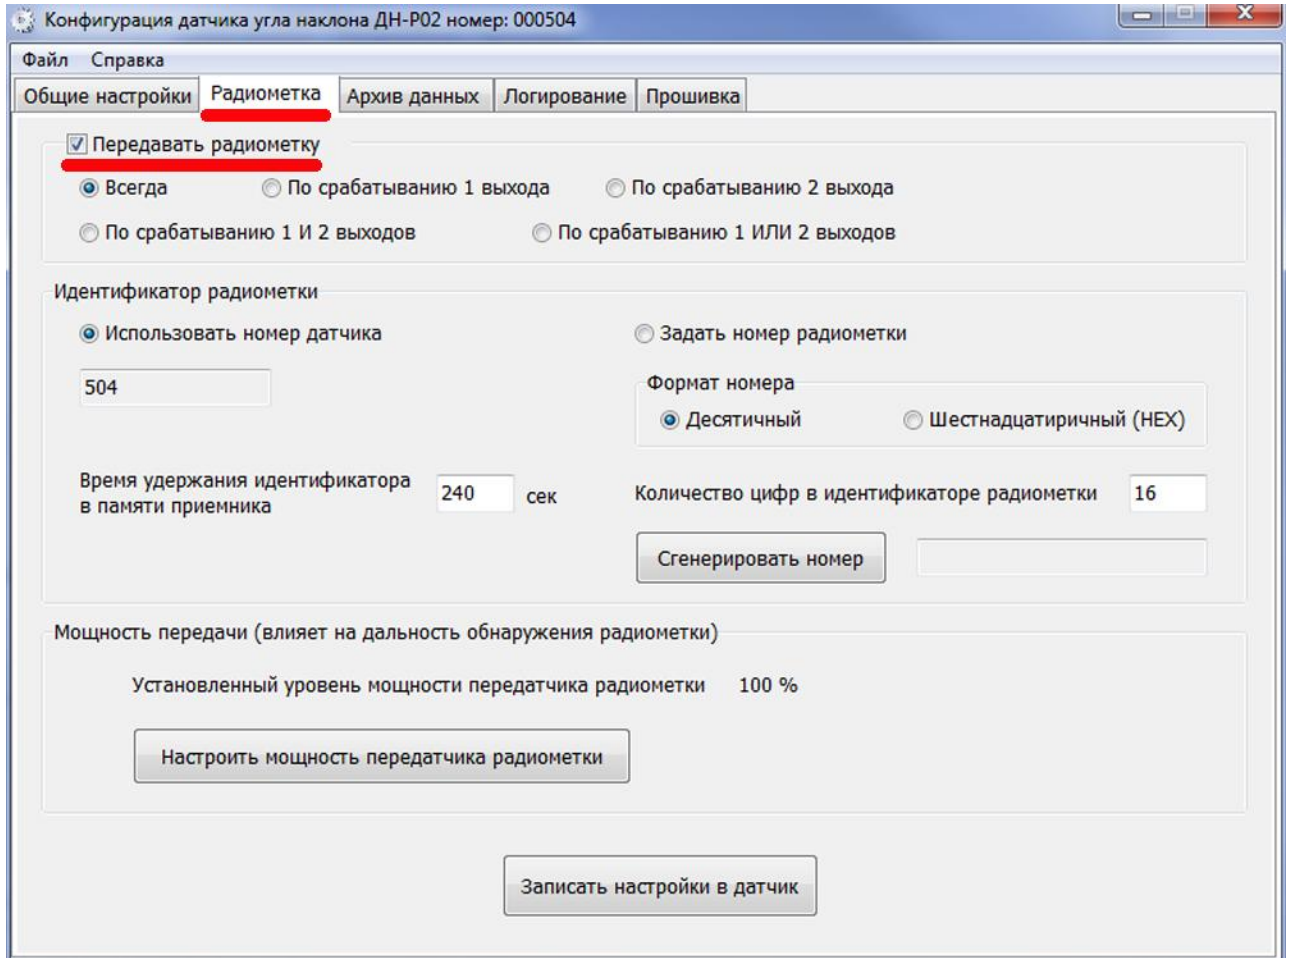 Конфигурация датчика угла наклона ДН-Р02 номер: 000504
Файл Справка
Общие настройки Радиометка Архив данных Логирование Прошивка
Передавать радиометку
Всегда По срабатыванию 1 выхода По срабатыванию 2 выхода
По срабатыванию 1 И 2 выходов По срабатыванию 1 ИЛИ 2 выходов
Идентификатор радиометки
Использовать номер датчика Задать номер радиометки
504
Формат номера
Десятичный Шестнадцатиричный (HEX)
Время удержания идентификатора
в памяти приемника
240 сек
Количество цифр в идентификаторе радиометки 16
Сгенерировать номер
Мощность передачи (влияет на дальность обнаружения радиометки)
Установленный уровень мощности передатчика радиометки 100 %
Настроить мощность передатчика радиометки
Записать настройки в датчик